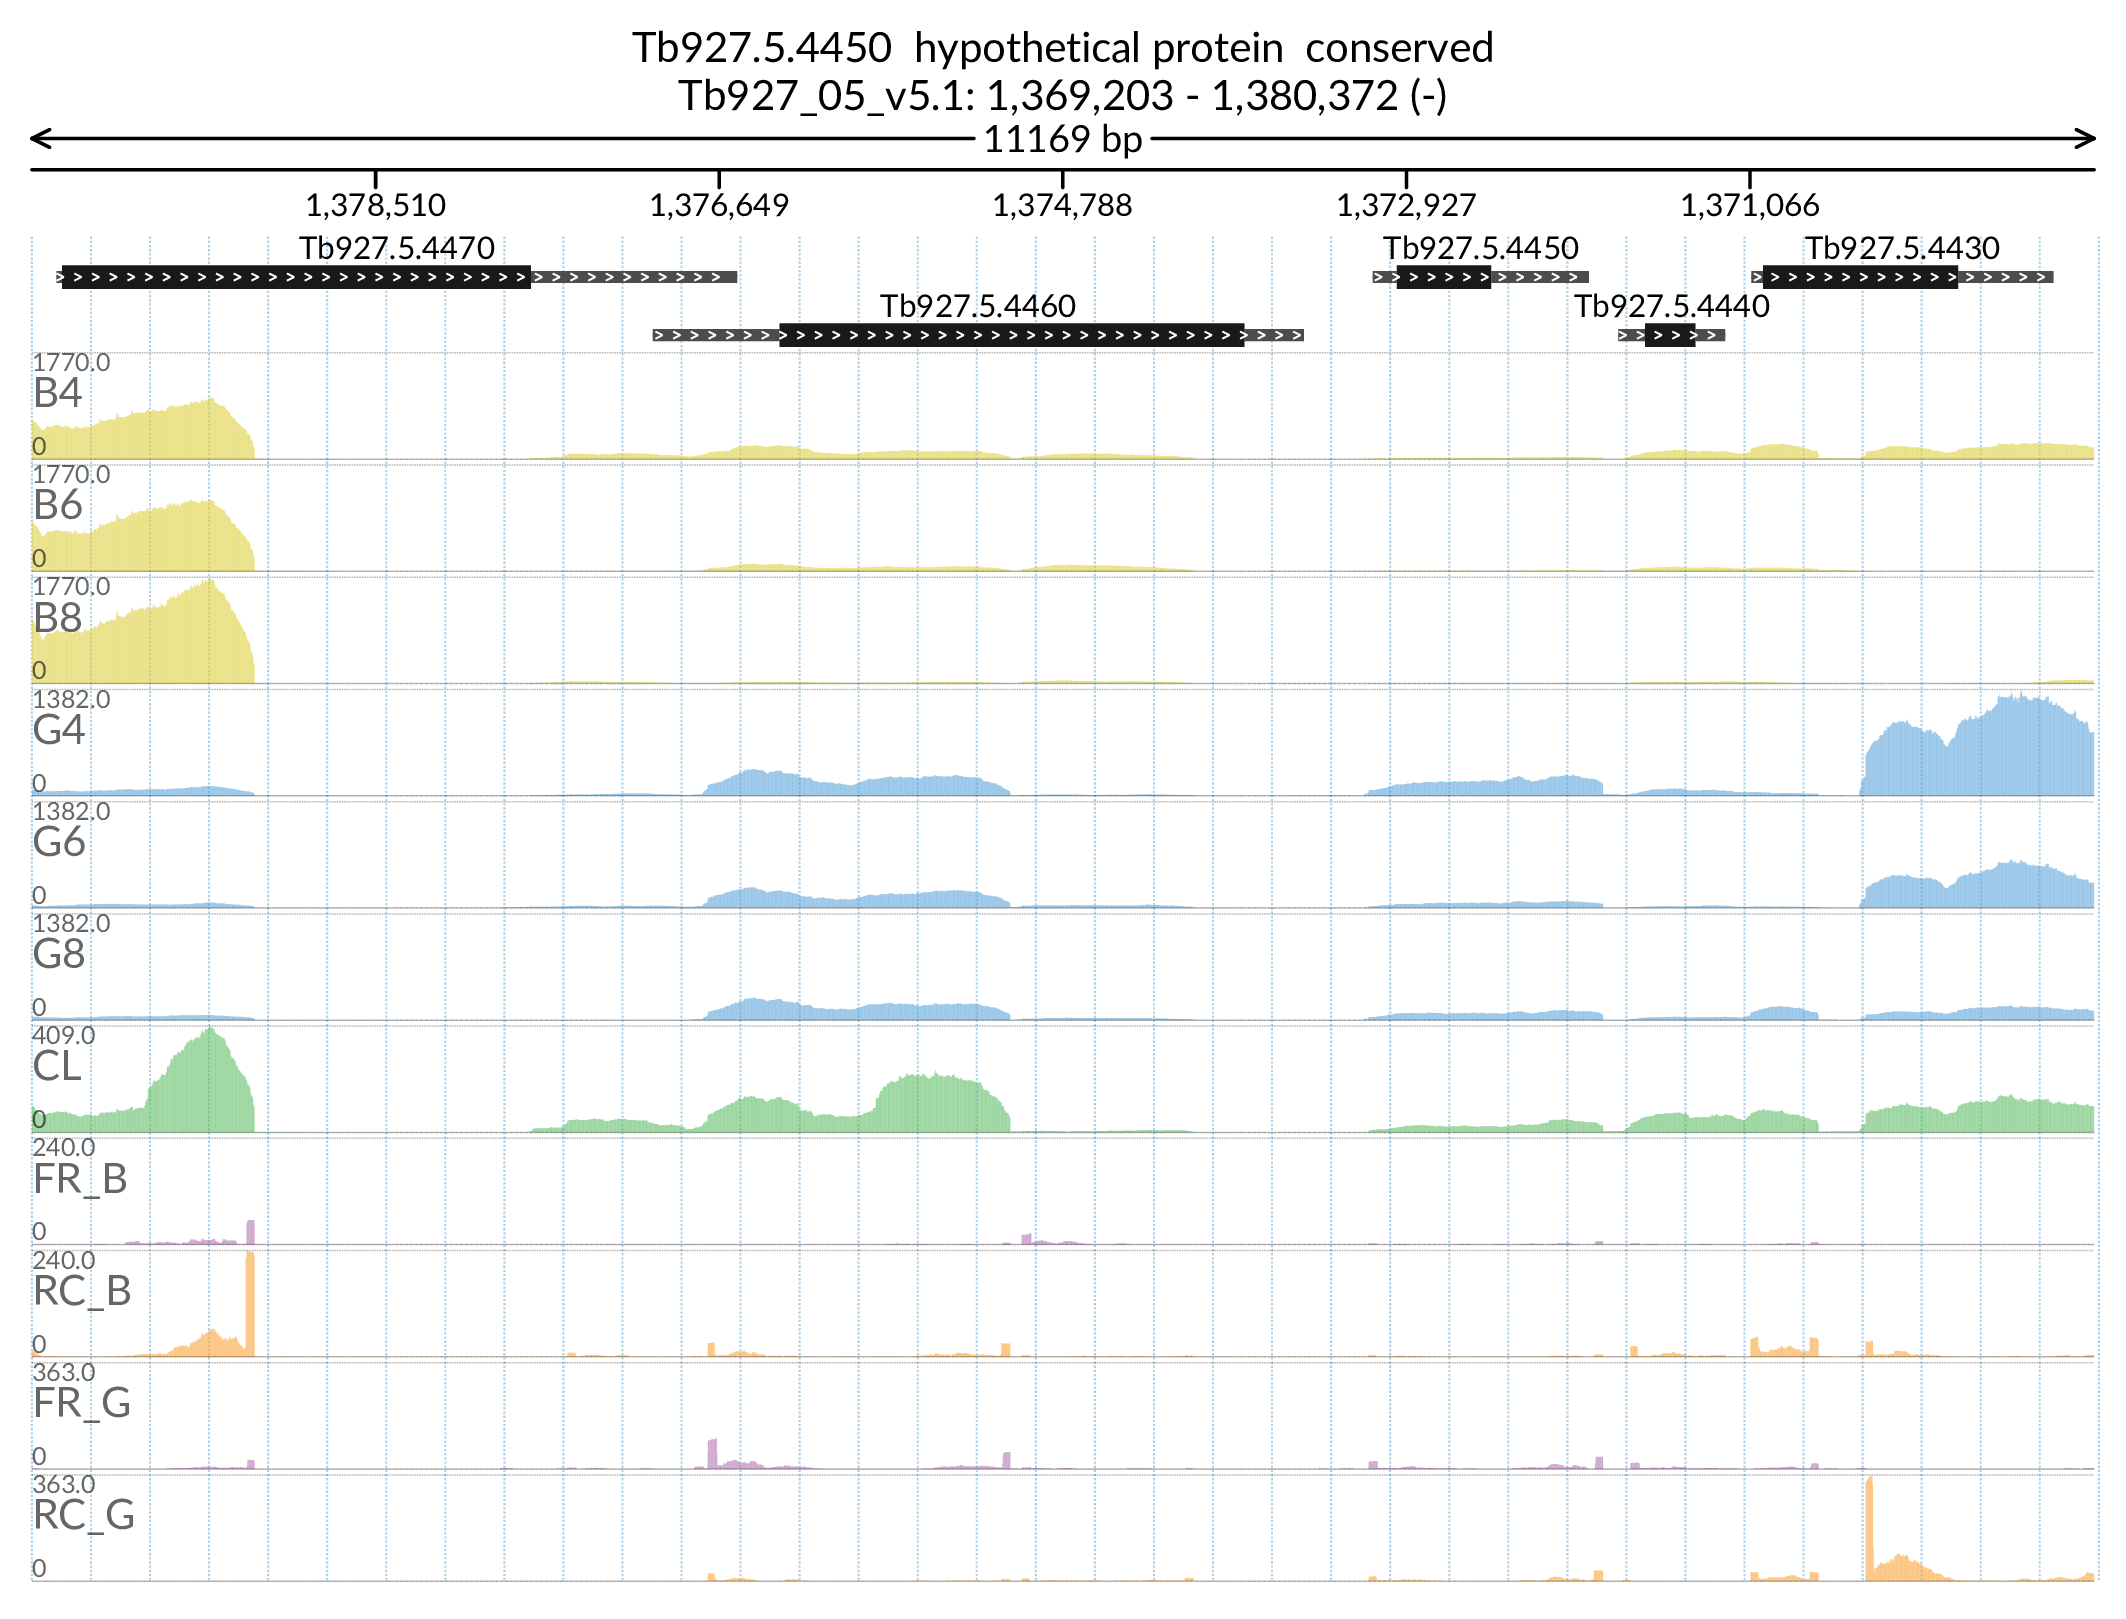 Tb927.5.4450 hypothetical protein conserved
Tb927_05_v5.1: 1,369,203 - 1,380,372 (-)
11169 bp
1,378,510 1,376,649 1,374,788 1,372,927 1,371,066
Tb927.5.4470 Tb927.5.4450 Tb927.5.4430
Tb927.5.4460 Tb927.5.4440
1770.0
B4
0
1770.0
B6
0
1770.0
B8
0
1382.0
G4
0
1382.0
G6
0
1382.0
G8
0
409.0
CL
0
240.0
FR_B
0
240.0
RC_B
0
363.0
FR_G
0
363.0
RC_G
0